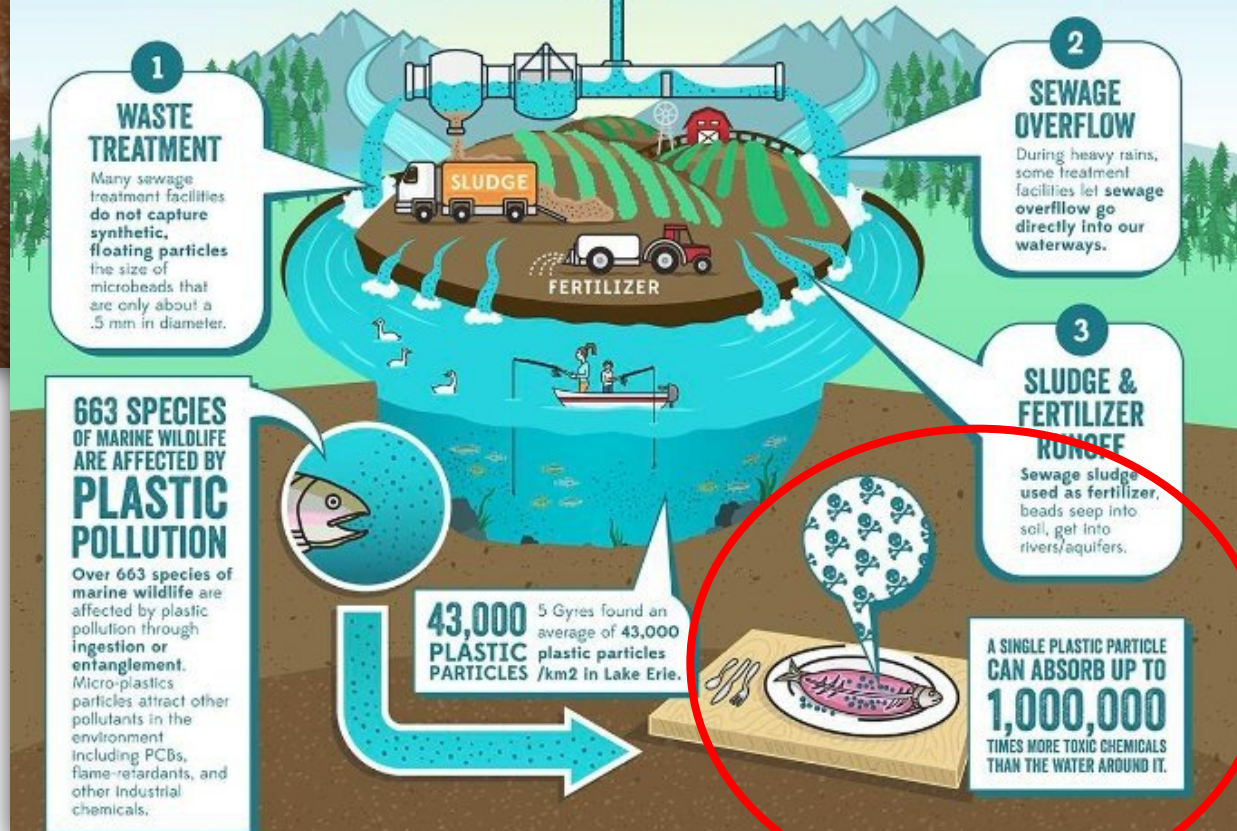 1
WASTE
TREATMENT
Many sewage
treatment facilities
do not capture
synthetic,
floating particles
the size of
microbeads that
are only about a
.5 mm in diameter.
2
SEWAGE
OVERFLOW
During heavy rains,
some treatment
facilities let sewage
overfllow go
directly into our
waterways.
SLUDGE
FERTILIZER
3
SLUDGE &
FERTILIZER
RUNOFF
Sewage sludge
used as fertilizer,
beads seep into
soil, get into
rivers/aquifers.
663 SPECIES
OF MARINE WILDLIFE
ARE AFFECTED BY
PLASTIC
POLLUTION
Over 663 species of
marine wildlife are
affected by plastic
pollution through
ingestion or
entanglement.
Micro-plastics
particles attract other
pollutants in the
environment
including PCBs,
flame-retardants, and
other industrial
chemicals.
43,000
PLASTIC
PARTICLES
5 Gyres found an
average of 43,000
plastic particles
/km2 in Lake Erie.
A SINGLE PLASTIC PARTICLE
CAN ABSORB UP TO
1,000,000
TIMES MORE TOXIC CHEMICALS
THAN THE WATER AROUND IT.